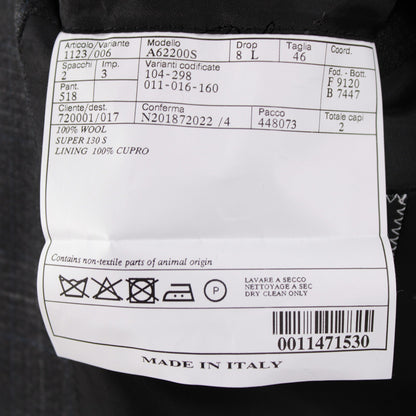 Articolo/variante Modello Drop Taglia Coord.
1123/006 A62200S 8 L 46
Spacchi Imp. Varianti codificate Fod. - Bott.
2 3 104-298 F 9120
Pant. 011-016-160 B 7447
518
Cliente/dest. Conferma Pacco Totale capi
720001/017 N201872022 /4 448073 2
100% WOOL
SUPER 130 S
LINING 100% CUPRO
Contains non-textile parts of animal origin
P
LAVARE A SECCO
NETTOYAGE A SEC
DRY CLEAN ONLY
0011471530
MADE IN ITALY